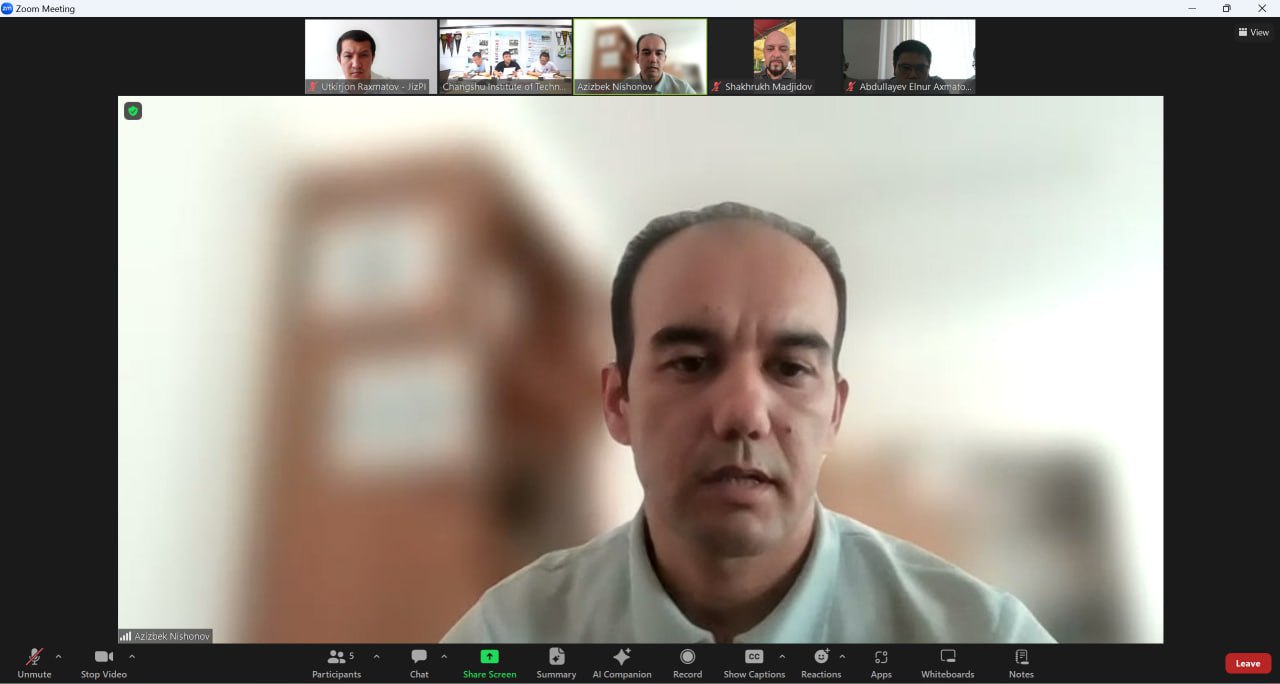 zm Zoom Meeting
View
Utkirjon Raxmatov - JizPI
Changshu Institute of Techn...
Azizbek Nishonov
Shakhrukh Madjidov
Abdullayev Elnur Axmato...
Azizbek Nishonov
Unmute
Stop Video
5
Participants
Chat
Share Screen
Summary
AI Companion
Record
CC
Show Captions
Reactions
Apps
Whiteboards
Notes
Leave